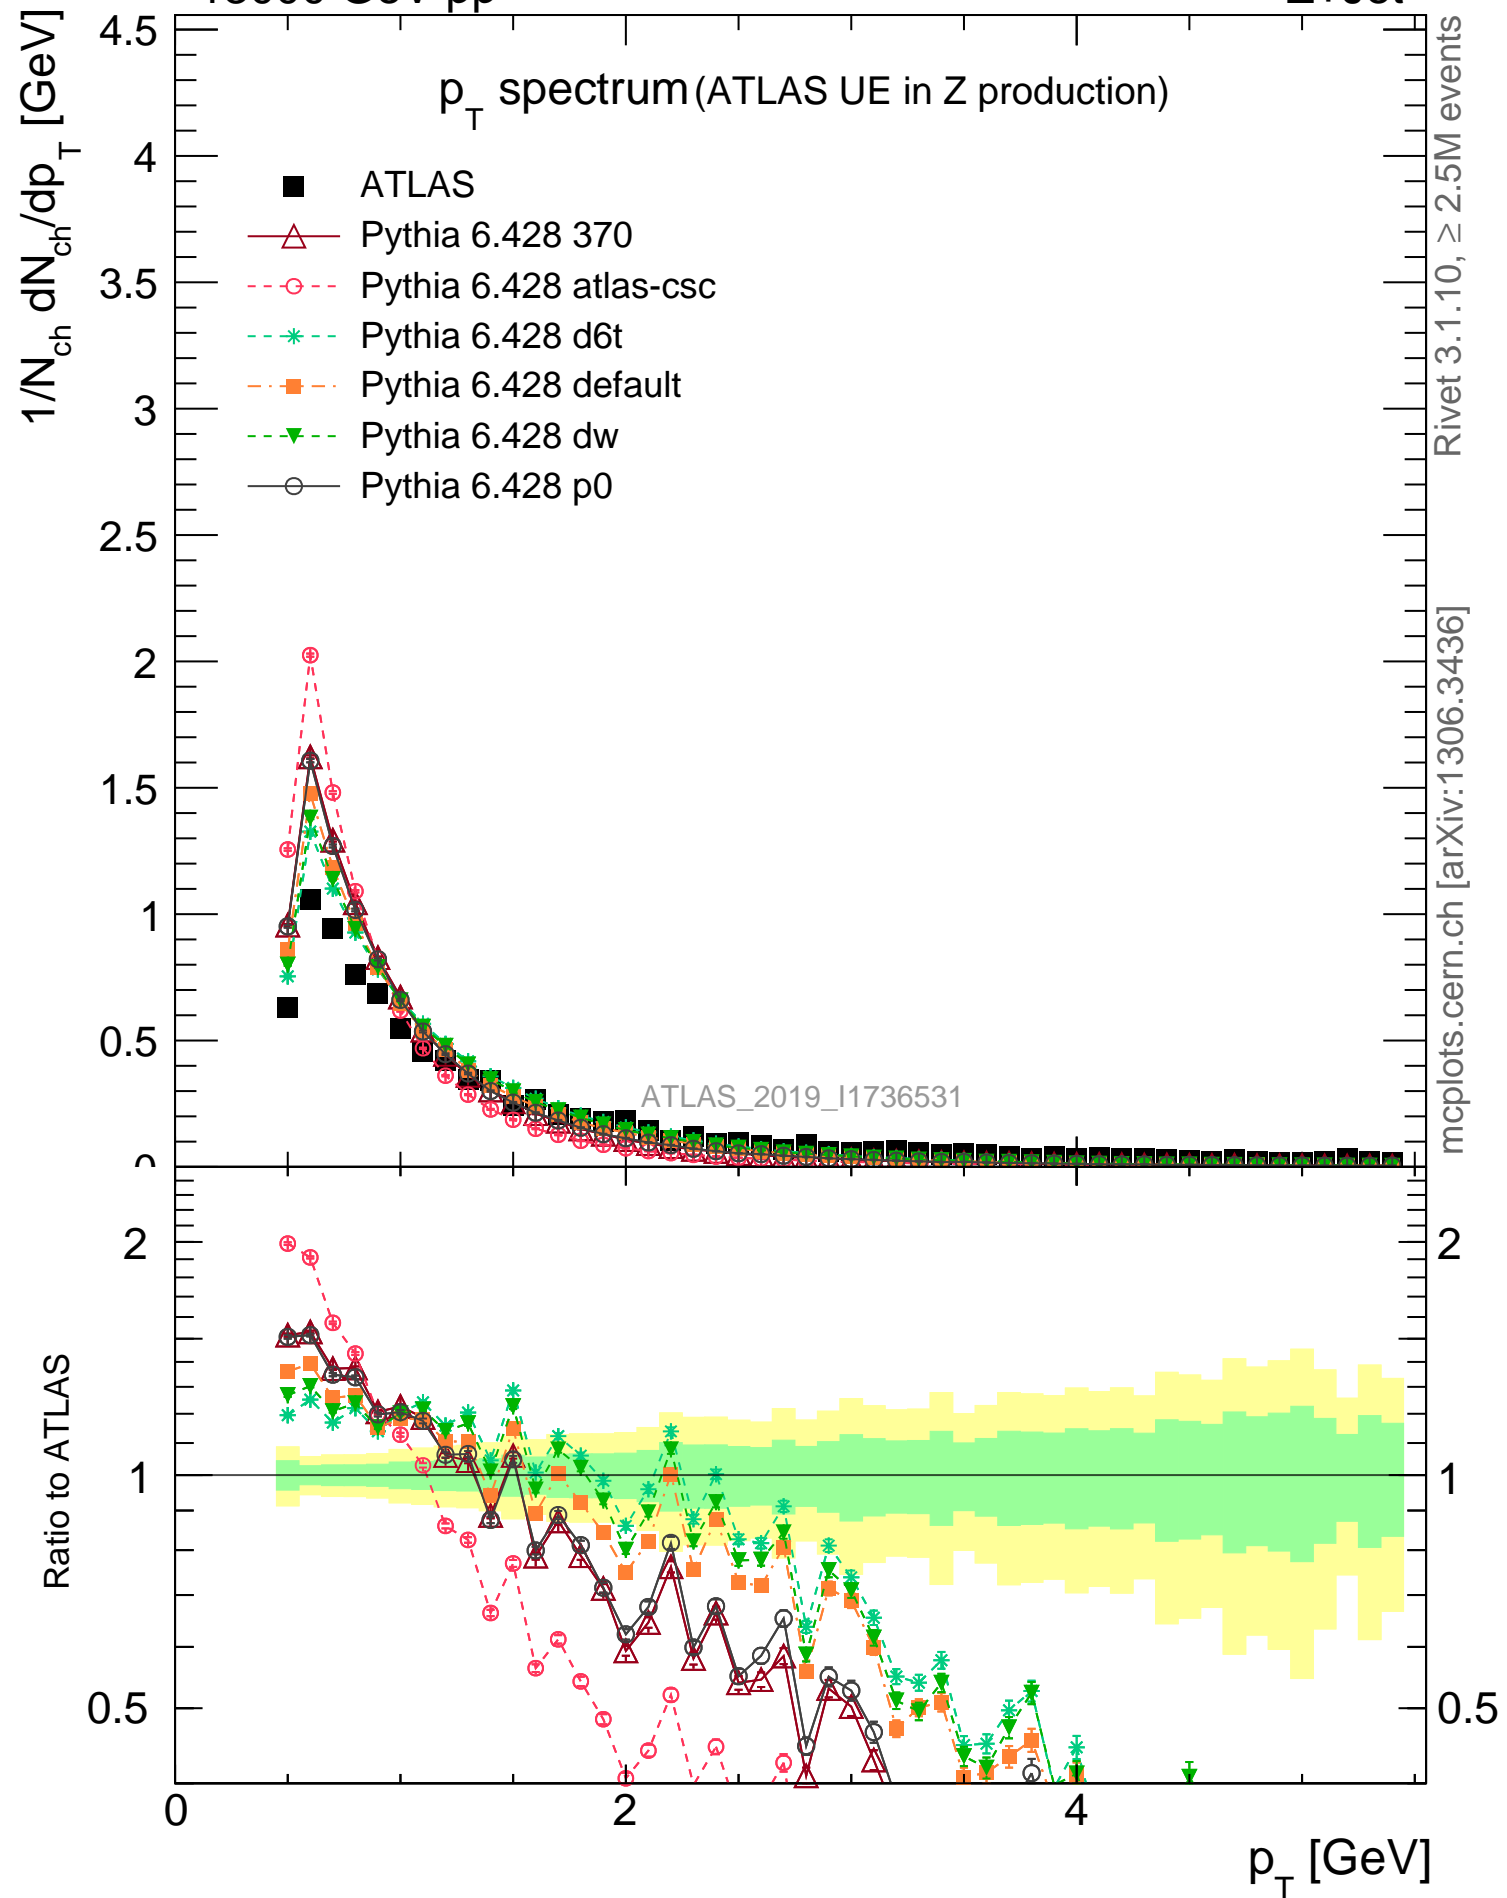 p_T spectrum (ATLAS UE in Z production)
1/N_ch dN_ch/dp_T [GeV]
ATLAS
Pythia 6.428 370
Pythia 6.428 atlas-csc
Pythia 6.428 d6t
Pythia 6.428 default
Pythia 6.428 dw
Pythia 6.428 p0
4.5
4
3.5
3
2.5
2
1.5
1
0.5
0
ATLAS_2019_I1736531
Rivet 3.1.10, ≥ 2.5M events
mcplots.cern.ch [arXiv:1306.3436]
Ratio to ATLAS
2
1
0.5
2
1
0.5
0
2
4
p_T [GeV]